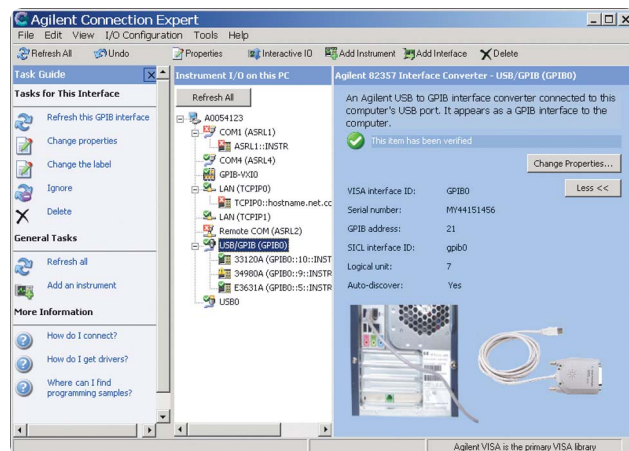 Agilent Connection Expert
File Edit View I/O Configuration Tools Help
Refresh All Undo Properties Interactive IO Add Instrument Add Interface Delete
Task Guide
Tasks for This Interface
Refresh this GPIB interface
Change properties
Change the label
Ignore
Delete
General Tasks
Refresh all
Add an instrument
More Information
How do I connect?
How do I get drivers?
Where can I find
programming samples?
Instrument I/O on this PC
Refresh All
A0054123
COM1 (ASRL1)
ASRL1::INSTR
COM4 (ASRL4)
GPIB-VXI0
LAN (TCPIP0)
TCPIP0::hostname.net.cc
LAN (TCPIP1)
Remote COM (ASRL2)
USB/GPIB (GPIB0)
33120A (GPIB0::10::INST
34980A (GPIB0::9::INSTR
E3631A (GPIB0::5::INSTR
USB0
Agilent 82357 Interface Converter - USB/GPIB (GPIB0)
An Agilent USB to GPIB interface converter connected to this
computer's USB port. It appears as a GPIB interface to the
computer.
This item has been verified
Change Properties...
Less <<
VISA interface ID: GPIB0
Serial number: MY44151456
GPIB address: 21
SICL interface ID: gpib0
Logical unit: 7
Auto-discover: Yes
Agilent VISA is the primary VISA library